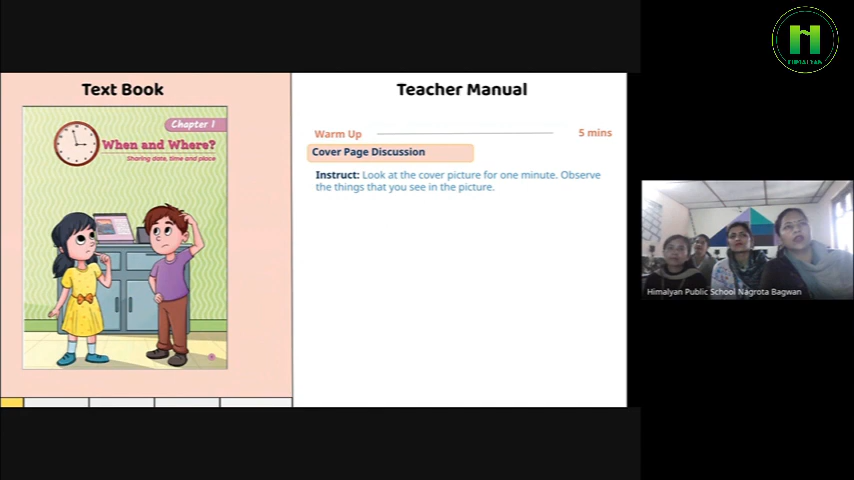 HIMALYAN
Text Book
Chapter 1
When and Where?
Sharing date, time and place
Teacher Manual
Warm Up
5 mins
Cover Page Discussion
Instruct: Look at the cover picture for one minute. Observe
the things that you see in the picture.
Himalyan Public School Nagrota Bagwan